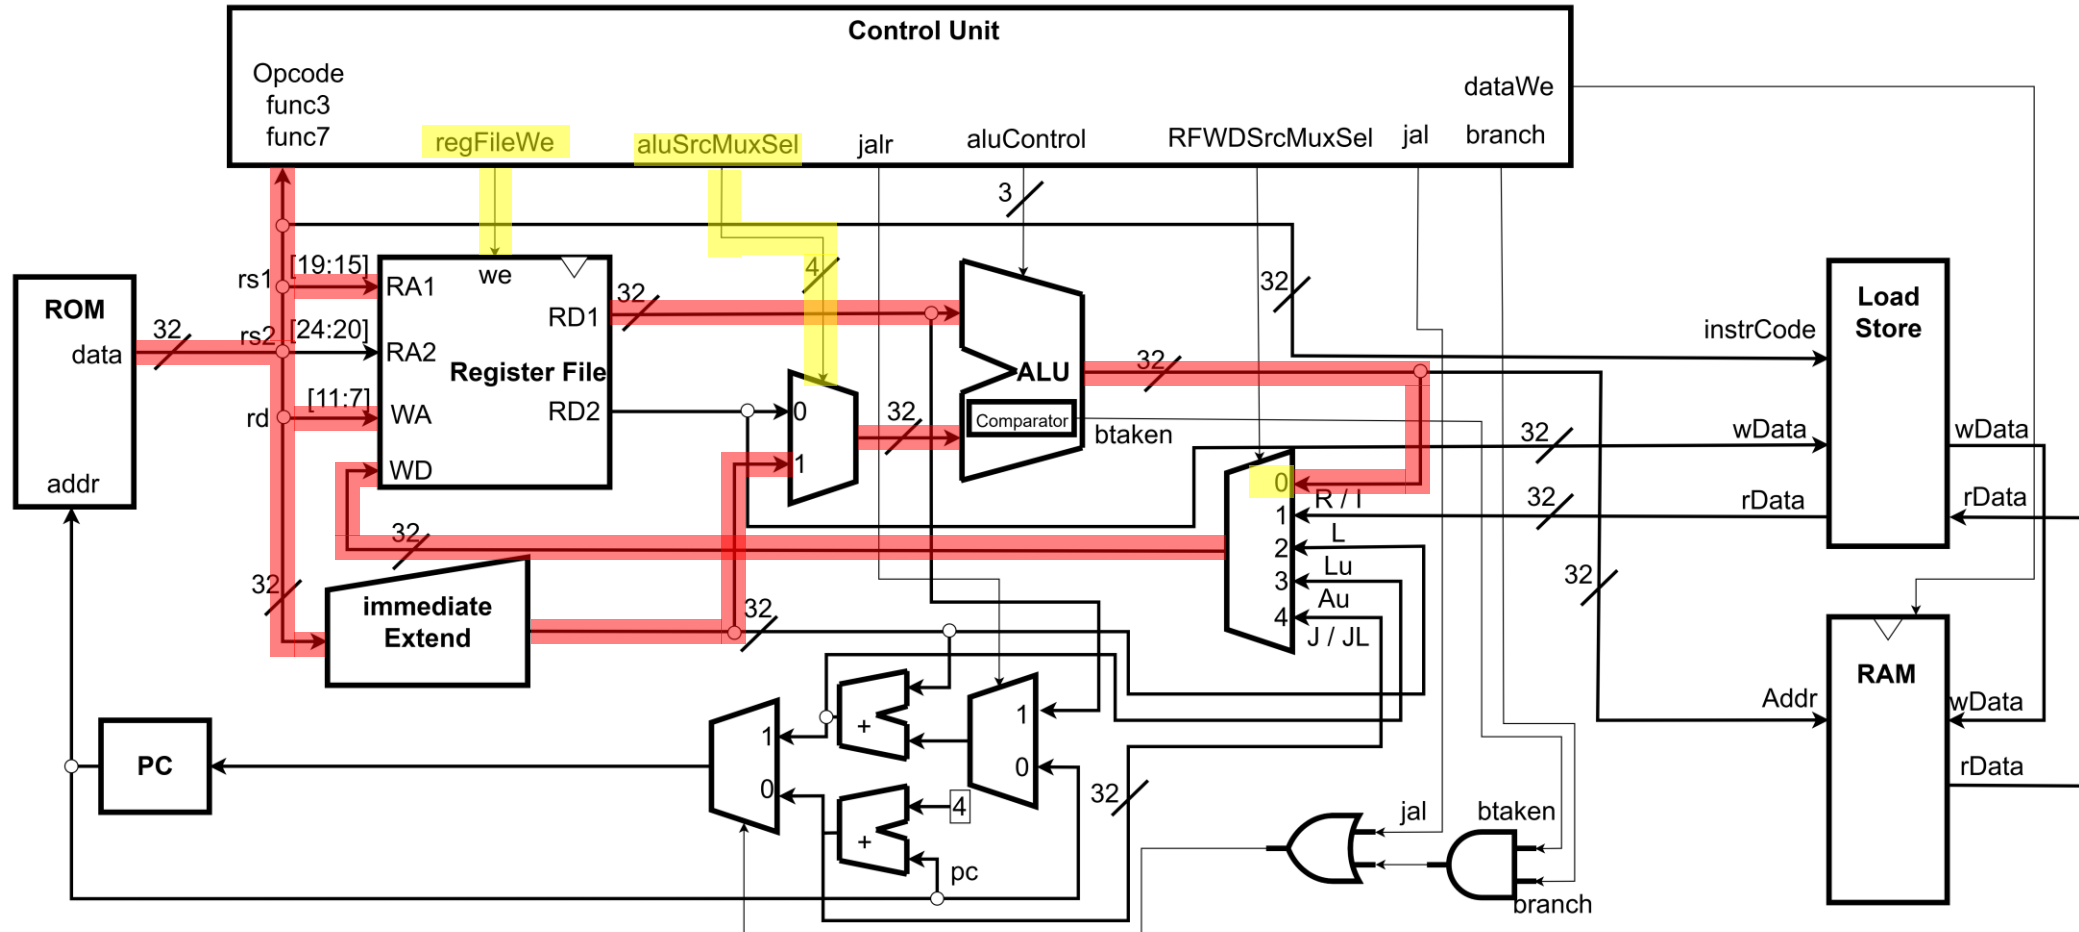 Control Unit
Opcode
func3
func7
regFileWe
aluSrcMuxSel
jalr
aluControl
RFWDSrcMuxSel
jal
branch
dataWe
3
4
32
ROM
data
addr
32
rs1
[19:15]
rs2
[24:20]
rd
[11:7]
RA1
RA2
WA
WD
we
RD1
RD2
Register File
32
0
1
32
ALU
Comparator
btaken
32
32
32
32
0
R / I
1
L
2
Lu
3
Au
4
J / JL
Load
Store
instrCode
wData
rData
wData
rData
32
RAM
Addr
wData
rData
32
32
immediate
Extend
32
PC
1
0
+
+
4
pc
1
0
32
jal
btaken
branch